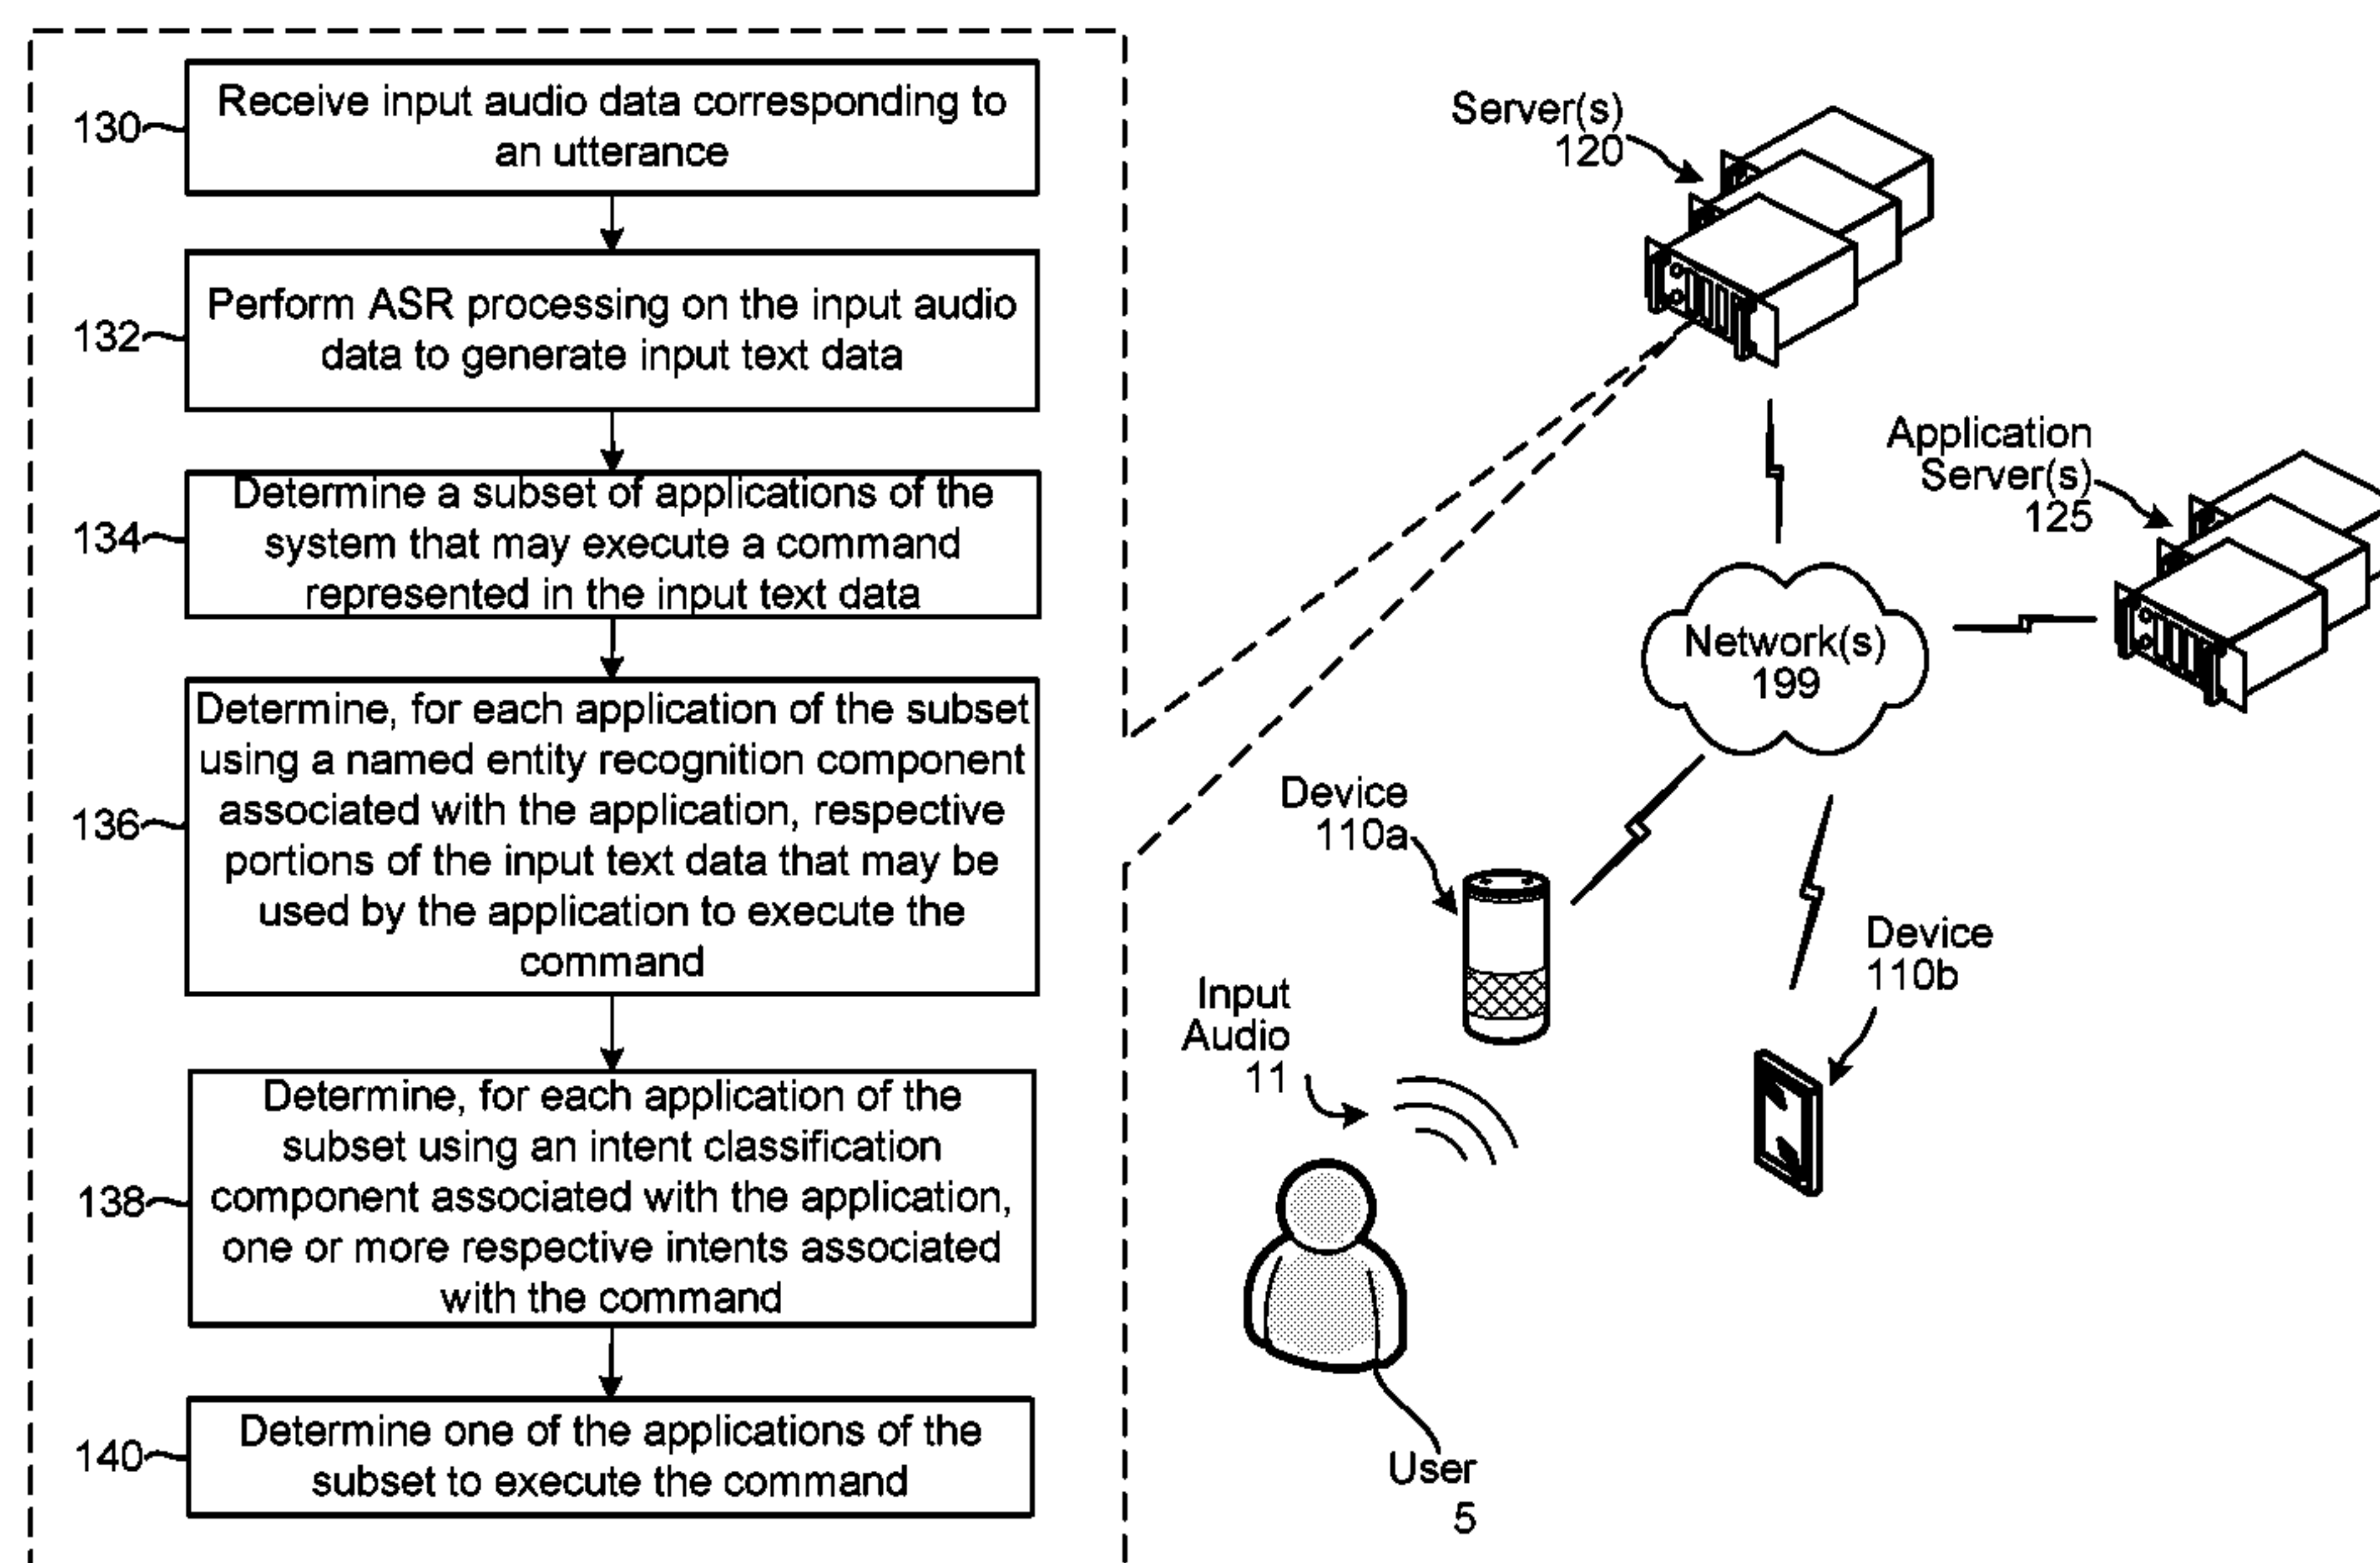 130
Receive input audio data corresponding to
an utterance
132
Perform ASR processing on the input audio
data to generate input text data
134
Determine a subset of applications of the
system that may execute a command
represented in the input text data
136
Determine, for each application of the subset
using a named entity recognition component
associated with the application, respective
portions of the input text data that may be
used by the application to execute the
command
138
Determine, for each application of the
subset using an intent classification
component associated with the application,
one or more respective intents associated
with the command
140
Determine one of the applications of the
subset to execute the command
Server(s)
120
Application
Server(s)
125
Network(s)
199
Device
110a
Device
110b
Input
Audio
11
User
5